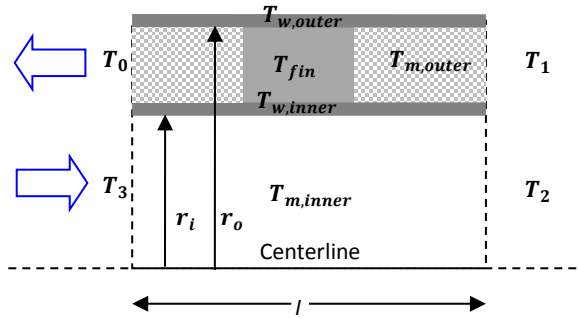 T_w,outer
T_0 T_fin T_m,outer T_1
T_w,inner
T_3 T_m,inner T_2
r_i r_o
Centerline
l